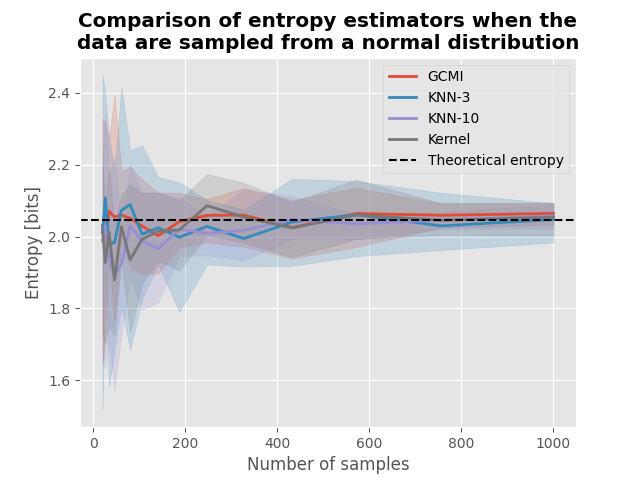 Comparison of entropy estimators when the
data are sampled from a normal distribution
GCMI
KNN-3
KNN-10
Kernel
Theoretical entropy
Entropy [bits]
2.4
2.2
2.0
1.8
1.6
0
200
400
600
800
1000
Number of samples